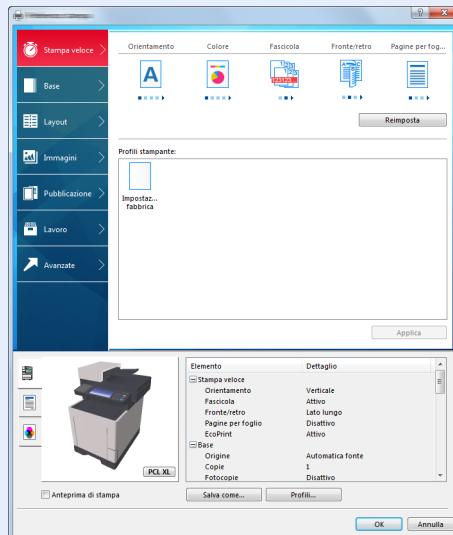 Stampa veloce
Base
Layout
Immagini
Pubblicazione
Lavoro
Avanzate
Orientamento Colore Fascicola Fronte/retro Pagine per fog...
A
123
123
123123
A B C
Reimposta
Profili stampante:
Impostaz...
fabbrica
Applica
PCL XL
Anteprima di stampa
Elemento Dettaglio
Stampa veloce
Orientamento Verticale
Fascicola Attivo
Fronte/retro Lato lungo
Pagine per foglio Disattivo
EcoPrint Attivo
Base
Origine Automatica fonte
Copie 1
Fotocopie Disattivo
Salva come... Profili...
OK Annulla